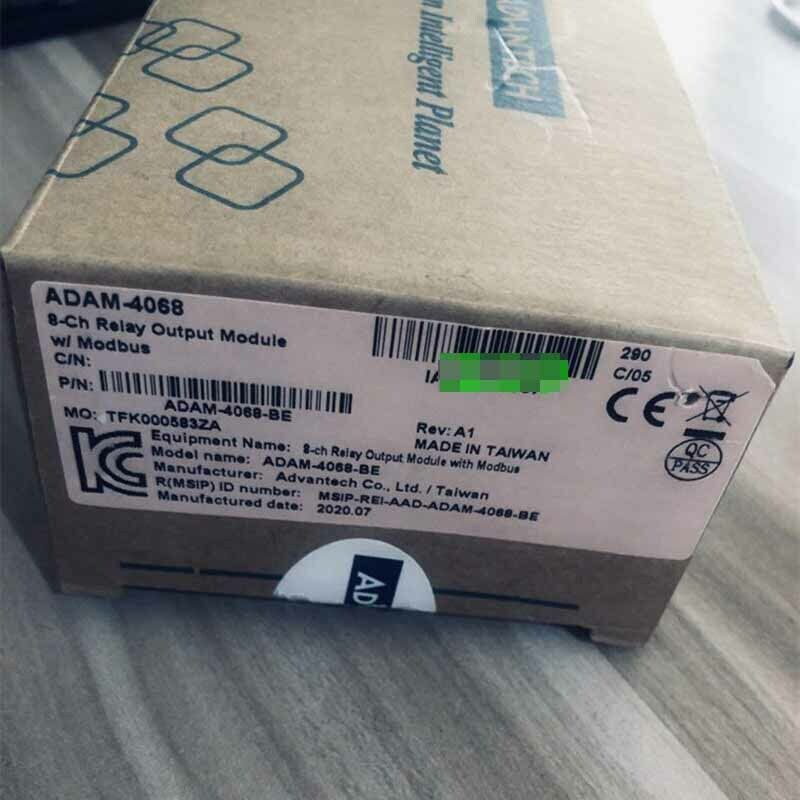 ADVANTECH
n Intelligent Planet
ADAM-4068
8-Ch Relay Output Module
w/ Modbus
C/N:
P/N:
ADAM-4068-BE
MO: TFK000583ZA
290
C/05
Rev: A1
MADE IN TAIWAN
CE
QC
PASS
KC
Equipment Name: 8-ch Relay Output Module with Modbus
Model name: ADAM-4068-BE
Manufacturer: Advantech Co., Ltd. / Taiwan
R(MSIP) ID number: MSIP-REI-AAD-ADAM-4068-BE
Manufactured date: 2020.07
AD